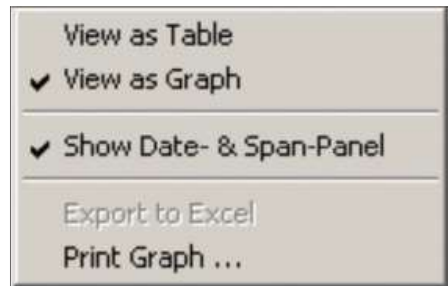 View as Table
View as Graph
Show Date- & Span-Panel
Export to Excel
Print Graph ...